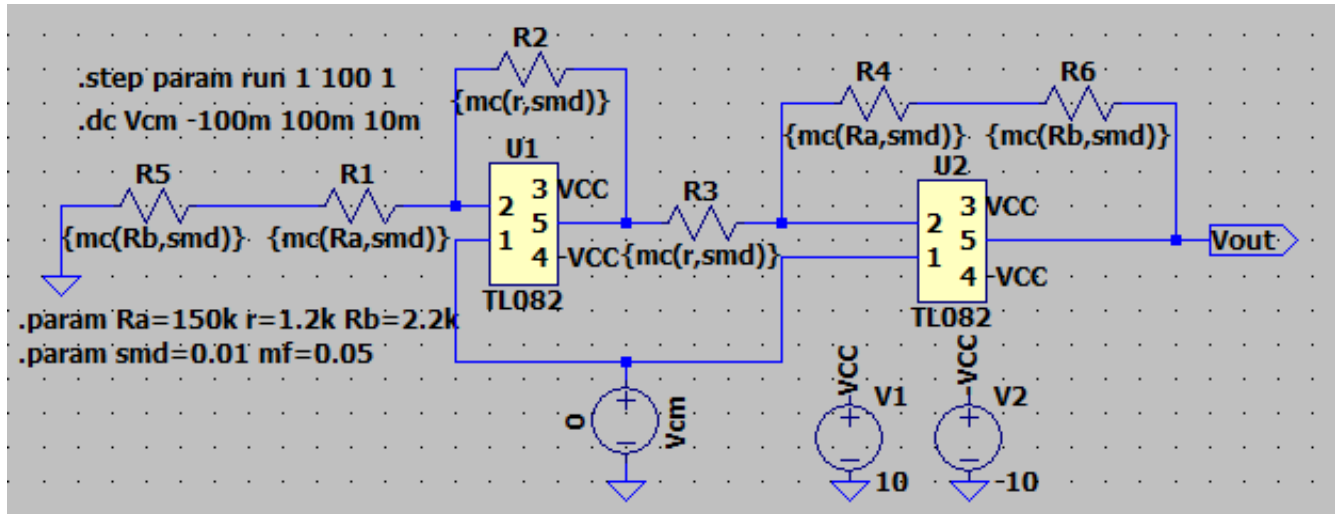 R2
.step param run 1 100 1
R4
R6
{mc(r,smd)}
.dc Vcm -100m 100m 10m
{mc(Ra,smd)}
{mc(Rb,smd)}
U1
U2
R5
R1
3
VCC
R3
3
VCC
2
5
2
5
Vout
{mc(Rb,smd)}
{mc(Ra,smd)}
1
4
-VCC
{mc(r,smd)}
1
4
-VCC
TL082
TL082
.param Ra=150k r=1.2k Rb=2.2k
.param smd=0.01 mf=0.05
VCC
-VCC
V1
V2
0
Vcm
10
-10